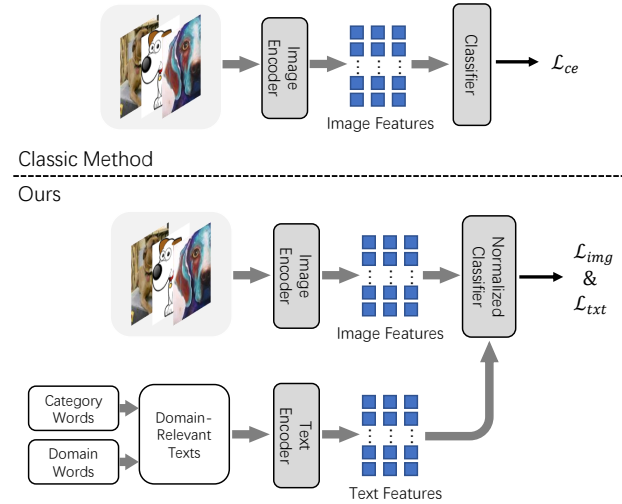 Image
Encoder
Image Features
Classifier
ℒce
Classic Method
Ours
Image
Encoder
Image Features
Normalized
Classifier
ℒimg
&
ℒtxt
Category
Words
Domain
Words
Domain-
Relevant
Texts
Text
Encoder
Text Features